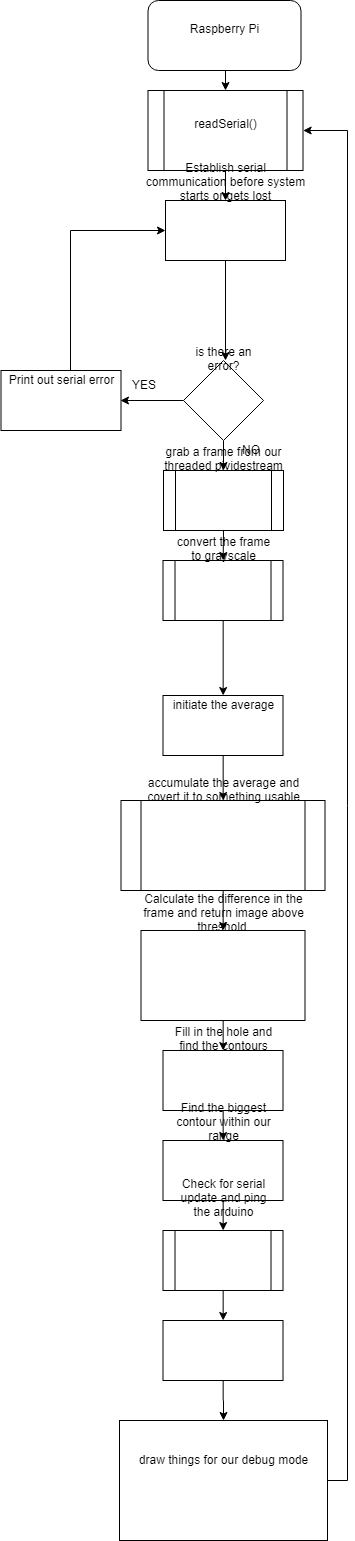 Raspberry Pi
readSerial()
Establish serial
communication before system
starts or gets lost
is there an
error?
Print out serial error
YES
NO
grab a frame from our
threaded pividestream
convert the frame
to grayscale
initiate the average
accumulate the average and
covert it to something usable
Calculate the difference in the
frame and return image above
threshold
Fill in the hole and
find the contours
Find the biggest
contour within our
range
Check for serial
update and ping
the arduino
draw things for our debug mode